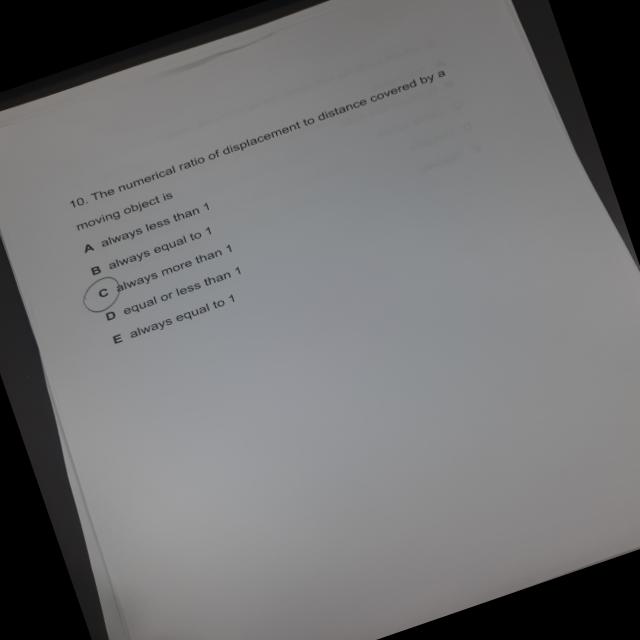 10. The numerical ratio of displacement to distance covered by a
moving object is
A always less than 1
B always equal to 1
C always more than 1
D equal or less than 1
E always equal to 1